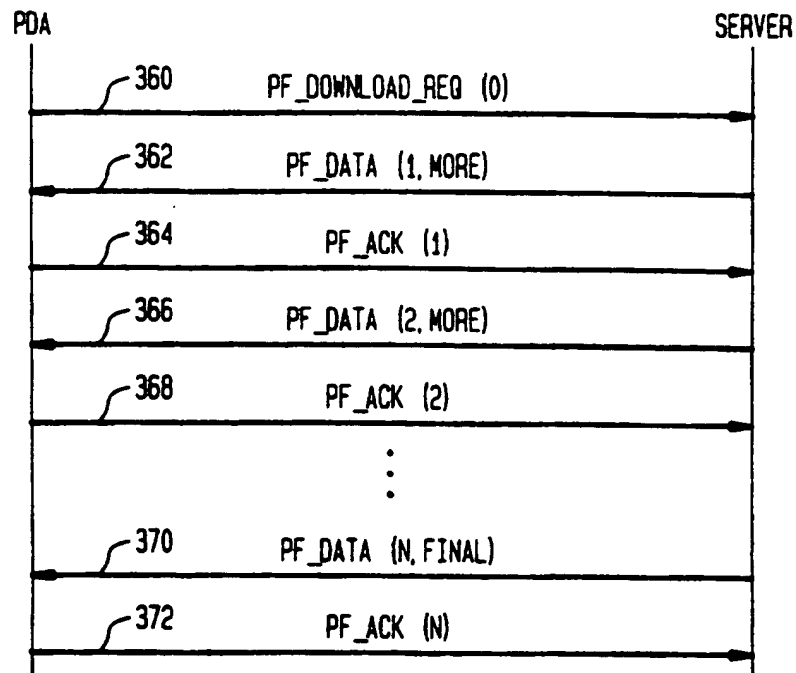 PDA SERVER
360 PF_DOWNLOAD_REQ (0)
362 PF_DATA (1, MORE)
364 PF_ACK (1)
366 PF_DATA (2, MORE)
368 PF_ACK (2)
370 PF_DATA (N, FINAL)
372 PF_ACK (N)